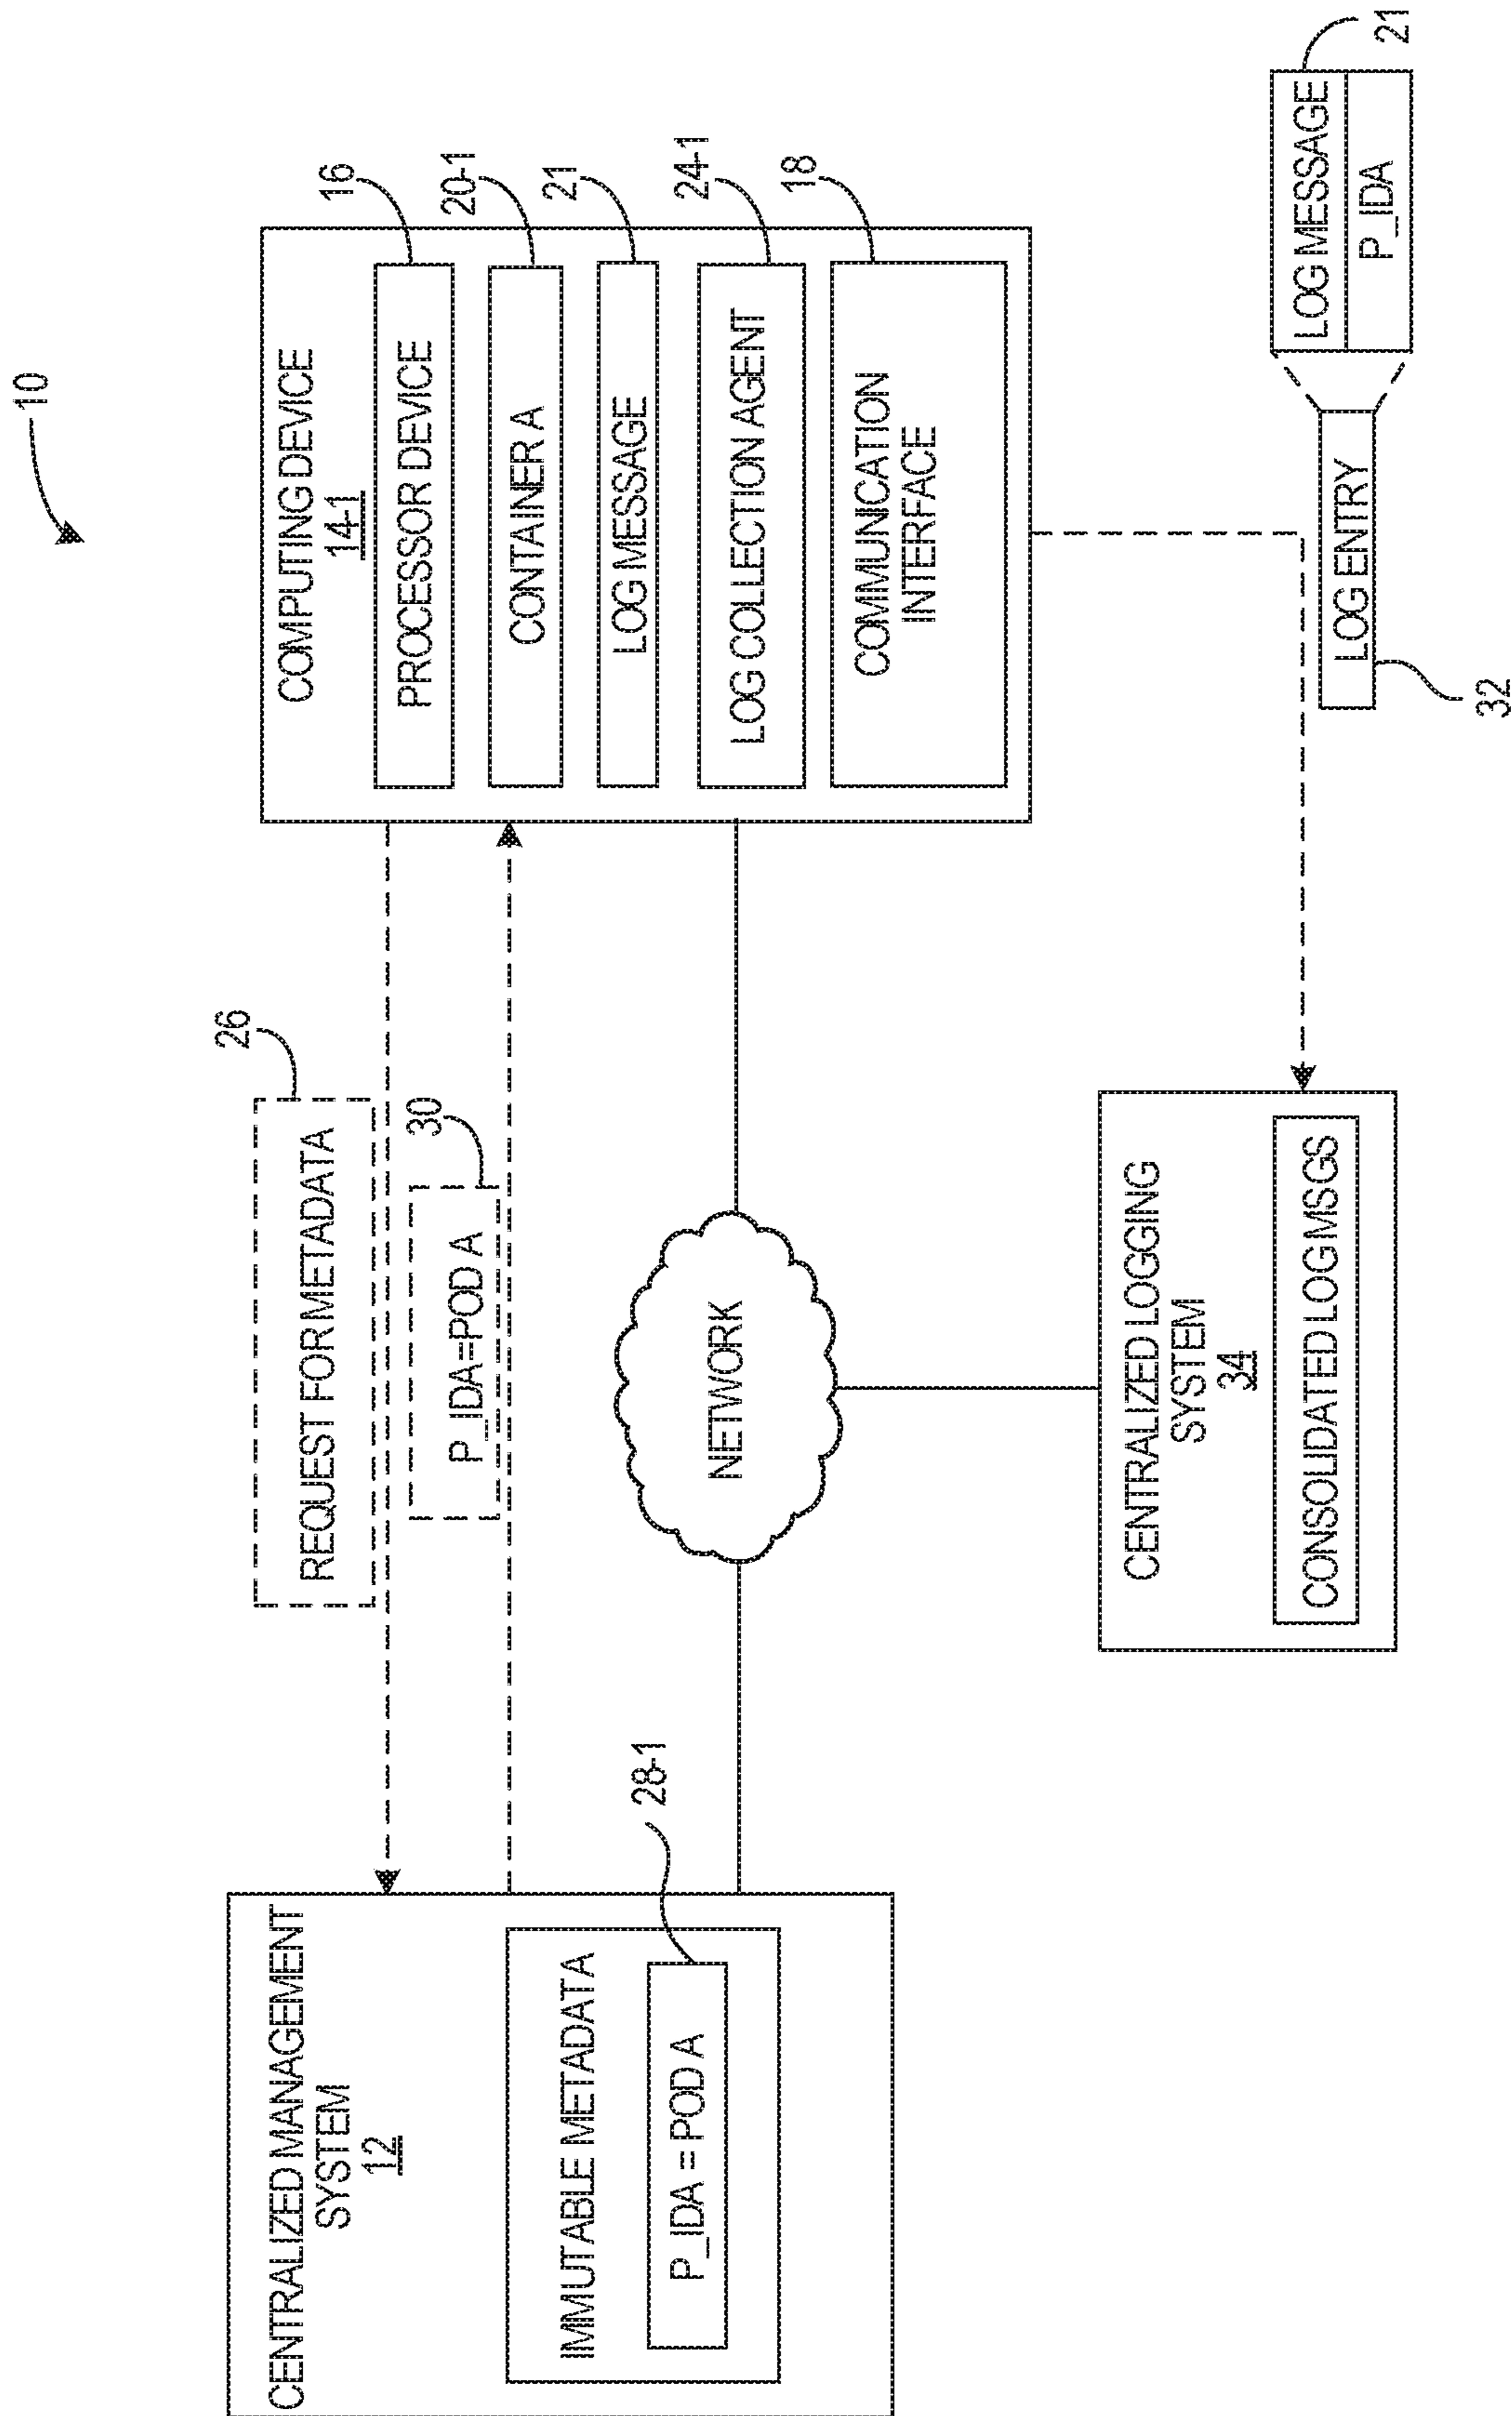 10
CENTRALIZED MANAGEMENT
SYSTEM
12
IMMUTABLE METADATA
P_IDA = POD A
28-1
REQUEST FOR METADATA
26
P_IDA=POD A
30
NETWORK
COMPUTING DEVICE
14-1
PROCESSOR DEVICE
16
CONTAINER A
20-1
LOG MESSAGE
21
LOG COLLECTION AGENT
24-1
COMMUNICATION
INTERFACE
18
CENTRALIZED LOGGING
SYSTEM
34
CONSOLIDATED LOG MSGS
LOG ENTRY
32
LOG MESSAGE
P_IDA
21